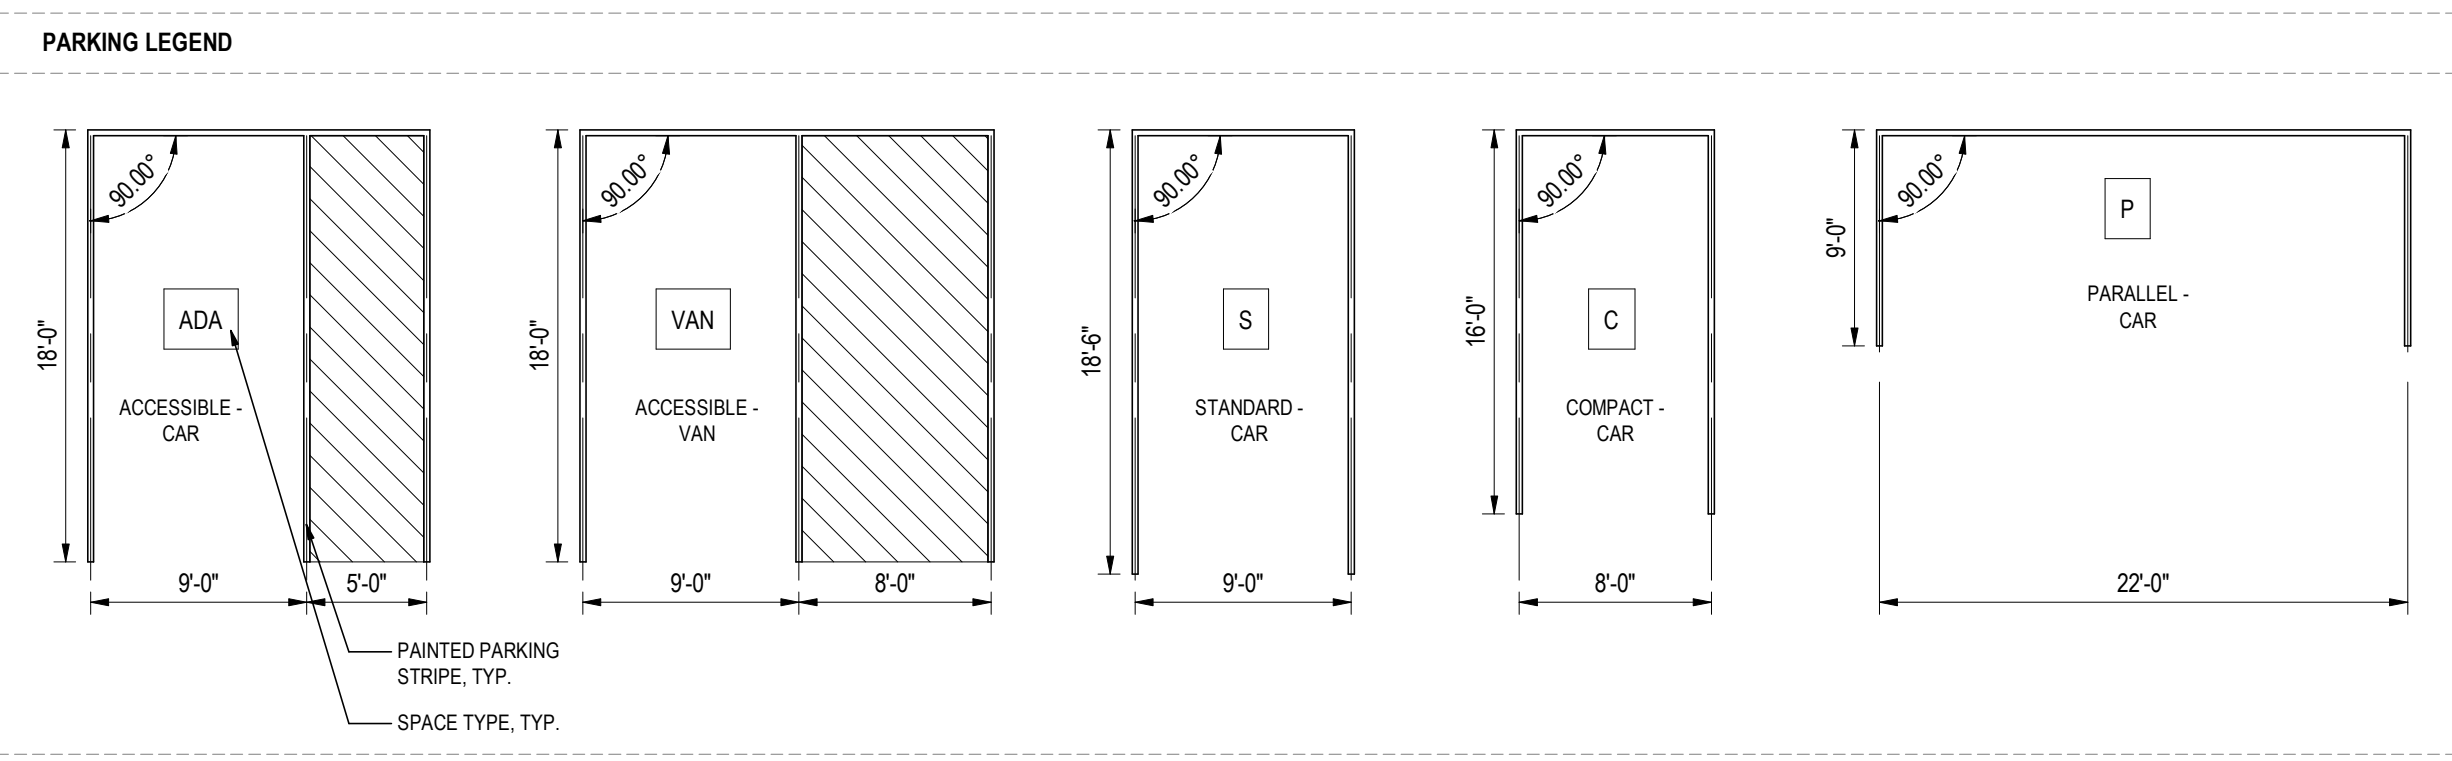 PARKING LEGEND
18'-0"
90.00°
ADA
ACCESSIBLE -
CAR
9'-0"
5'-0"
PAINTED PARKING
STRIPE, TYP.
SPACE TYPE, TYP.
18'-0"
90.00°
VAN
ACCESSIBLE -
VAN
9'-0"
8'-0"
18'-6"
90.00°
S
STANDARD -
CAR
9'-0"
16'-0"
90.00°
C
COMPACT -
CAR
8'-0"
9'-0"
90.00°
P
PARALLEL -
CAR
22'-0"